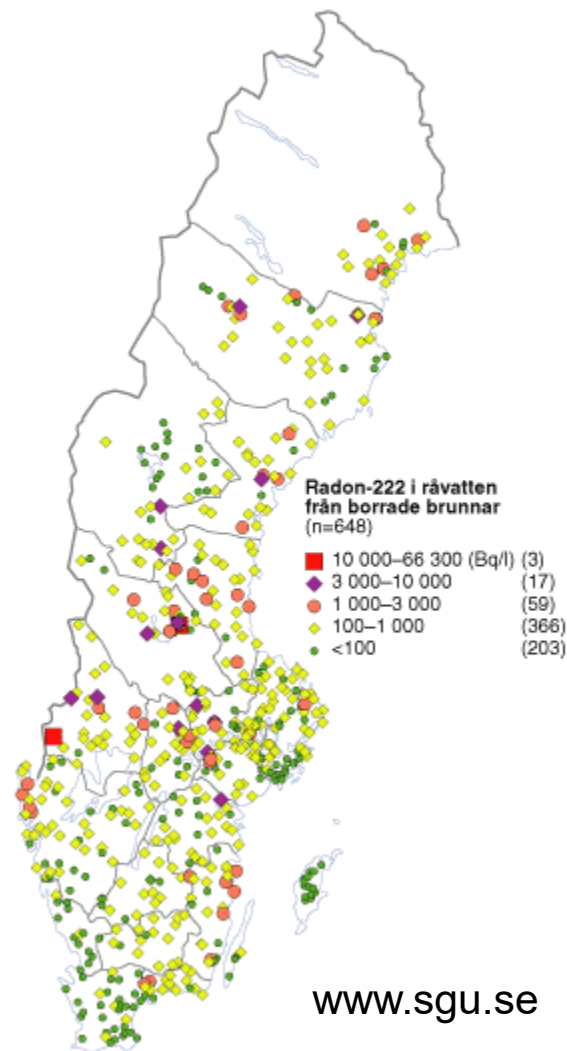 Radon-222 i råvatten
från borrade brunnar
(n=648)
10 000–66 300 (Bq/l) (3)
3 000–10 000 (17)
1 000–3 000 (59)
100–1 000 (366)
<100 (203)
www.sgu.se